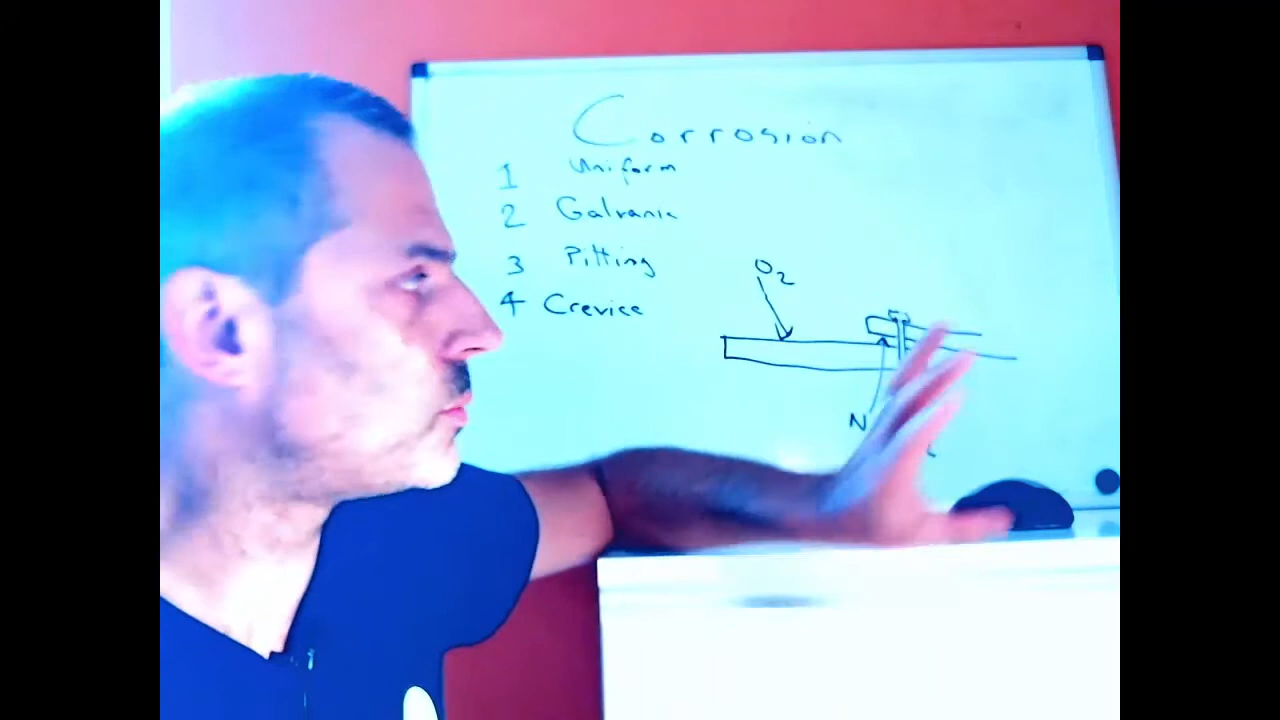 Corrosion
1 Uniform
2 Galvanic
3 Pitting
4 Crevice
O2
N